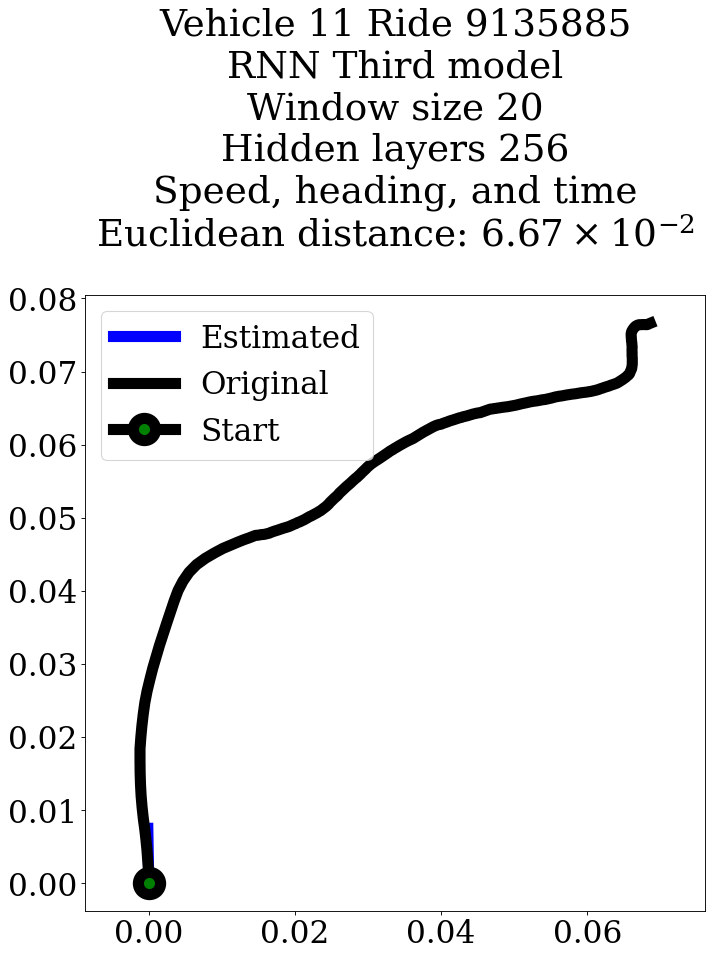 Vehicle 11 Ride 9135885
RNN Third model
Window size 20
Hidden layers 256
Speed, heading, and time
Euclidean distance: 6.67 × 10⁻²
0.08
0.07
0.06
0.05
0.04
0.03
0.02
0.01
0.00
Estimated
Original
Start
0.00 0.02 0.04 0.06